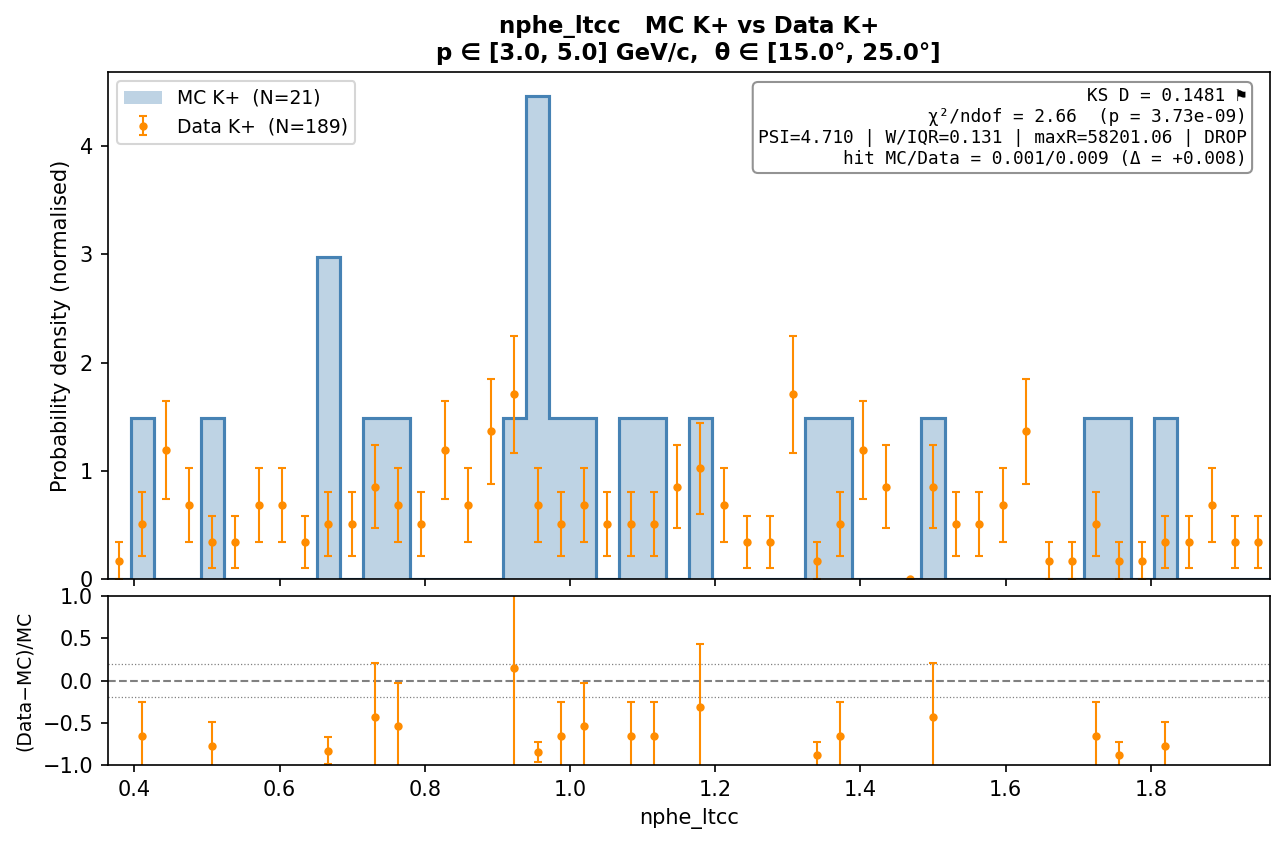 nphe_ltcc   MC K+ vs Data K+
p ∈ [3.0, 5.0] GeV/c,  θ ∈ [15.0°, 25.0°]
MC K+  (N=21)
Data K+  (N=189)
KS D = 0.1481 ⚑
χ²/ndof = 2.66  (p = 3.73e-09)
PSI=4.710 | W/IQR=0.131 | maxR=58201.06 | DROP
hit MC/Data = 0.001/0.009 (Δ = +0.008)
Probability density (normalised)
4
3
2
1
0
(Data−MC)/MC
1.0
0.5
0.0
−0.5
−1.0
0.4 0.6 0.8 1.0 1.2 1.4 1.6 1.8
nphe_ltcc